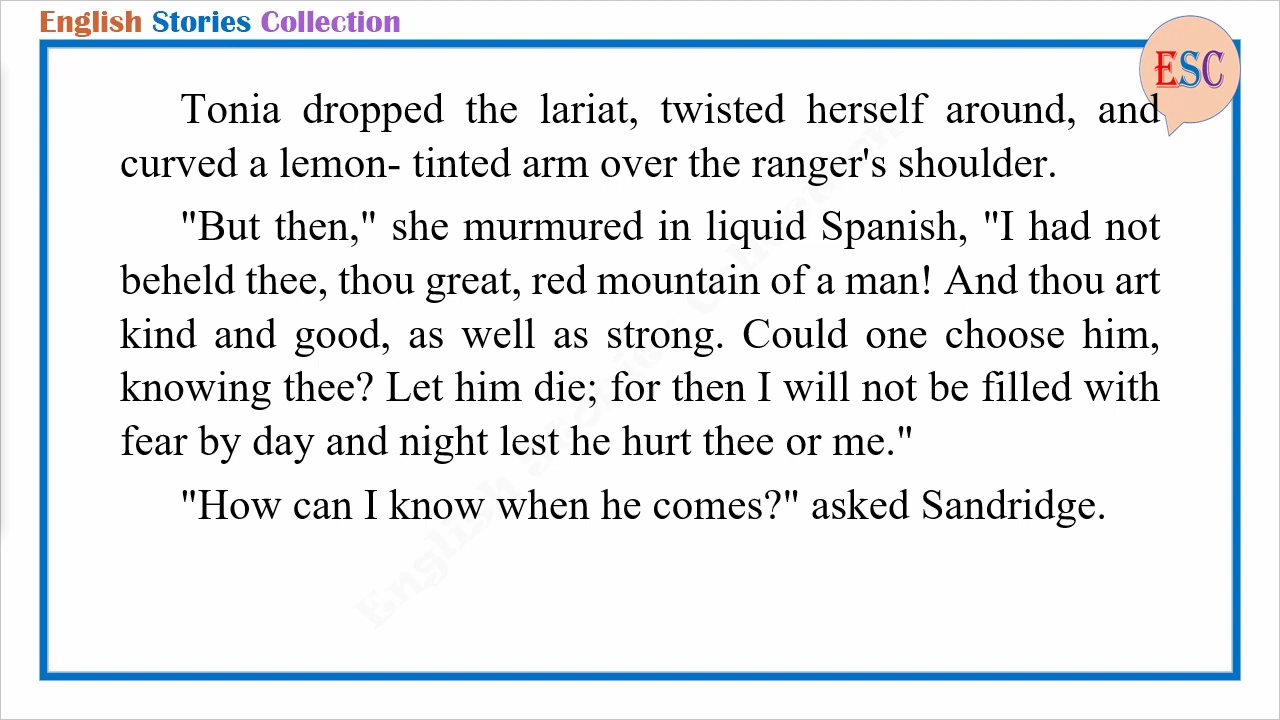 English Stories Collection
ESC
Tonia dropped the lariat, twisted herself around, and
curved a lemon- tinted arm over the ranger's shoulder.
"But then," she murmured in liquid Spanish, "I had not
beheld thee, thou great, red mountain of a man! And thou art
kind and good, as well as strong. Could one choose him,
knowing thee? Let him die; for then I will not be filled with
fear by day and night lest he hurt thee or me."
"How can I know when he comes?" asked Sandridge.
English Stories Collection